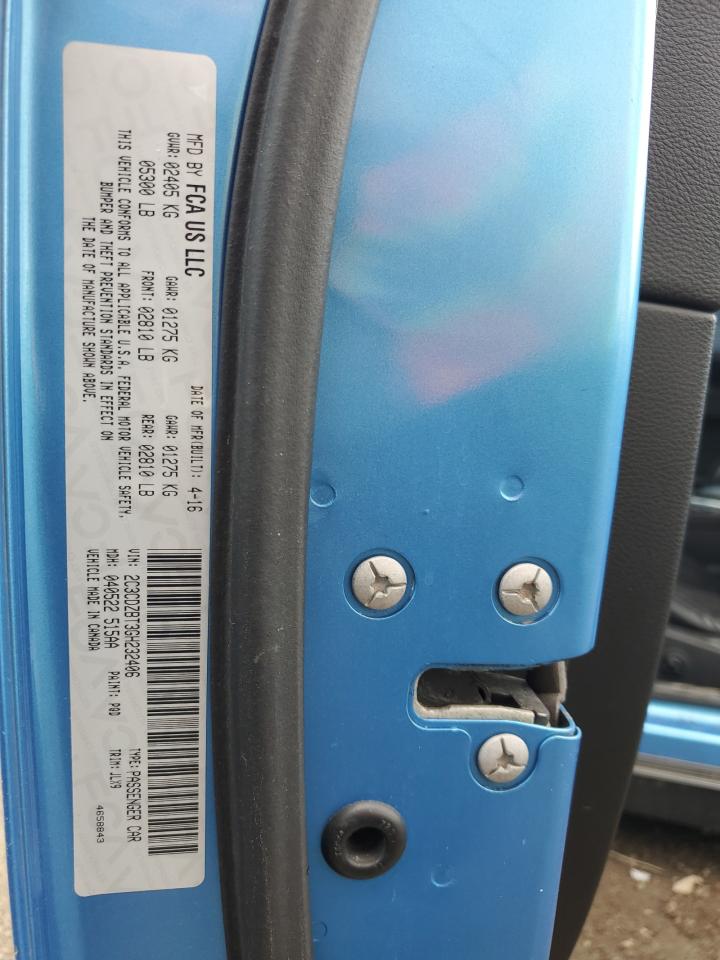 MFD BY FCA US LLC
DATE OF MFR(BUILT): 4-16
GVWR: 02405 KG
GAWR: 01275 KG
GAWR: 01275 KG
05300 LB
FRONT: 02810 LB
REAR: 02810 LB
THIS VEHICLE CONFORMS TO ALL APPLICABLE U.S.A. FEDERAL MOTOR VEHICLE SAFETY,
BUMPER AND THEFT PREVENTION STANDARDS IN EFFECT ON
THE DATE OF MANUFACTURE SHOWN ABOVE.
VIN: 2C3CDZBT3GH232406
TYPE: PASSENGER CAR
MDH: 040522 515AA
PAINT: PQD
TRIM: JLX9
VEHICLE MADE IN CANADA
4658843